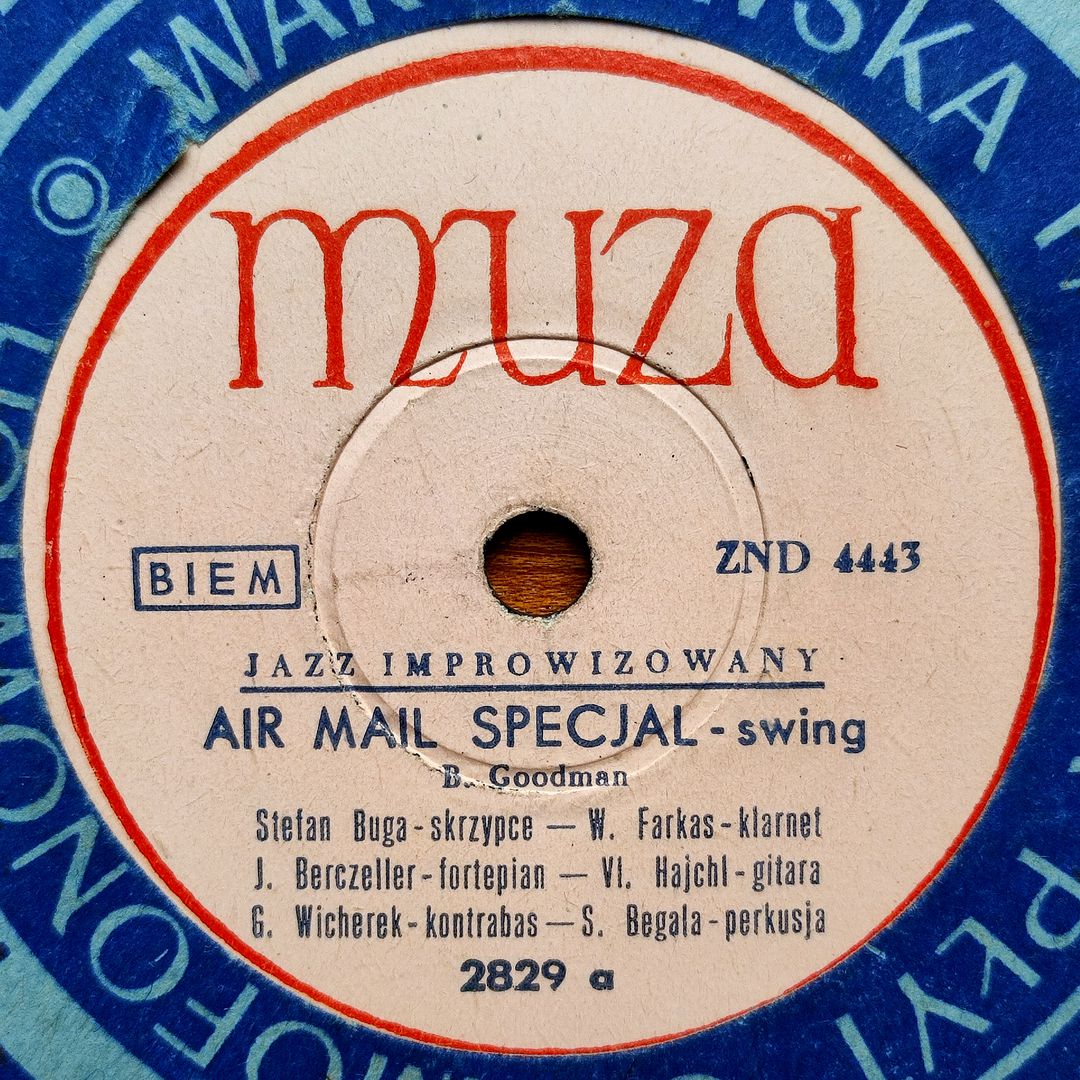 muza
BIEM
ZND 4443
JAZZ IMPROWIZOWANY
AIR MAIL SPECJAL - swing
B. Goodman
Stefan Buga - skrzypce — W. Farkas - klarnet
J. Berczeller - fortepian — Vl. Hajchl - gitara
G. Wicherek - kontrabas — S. Begala - perkusja
2829 a